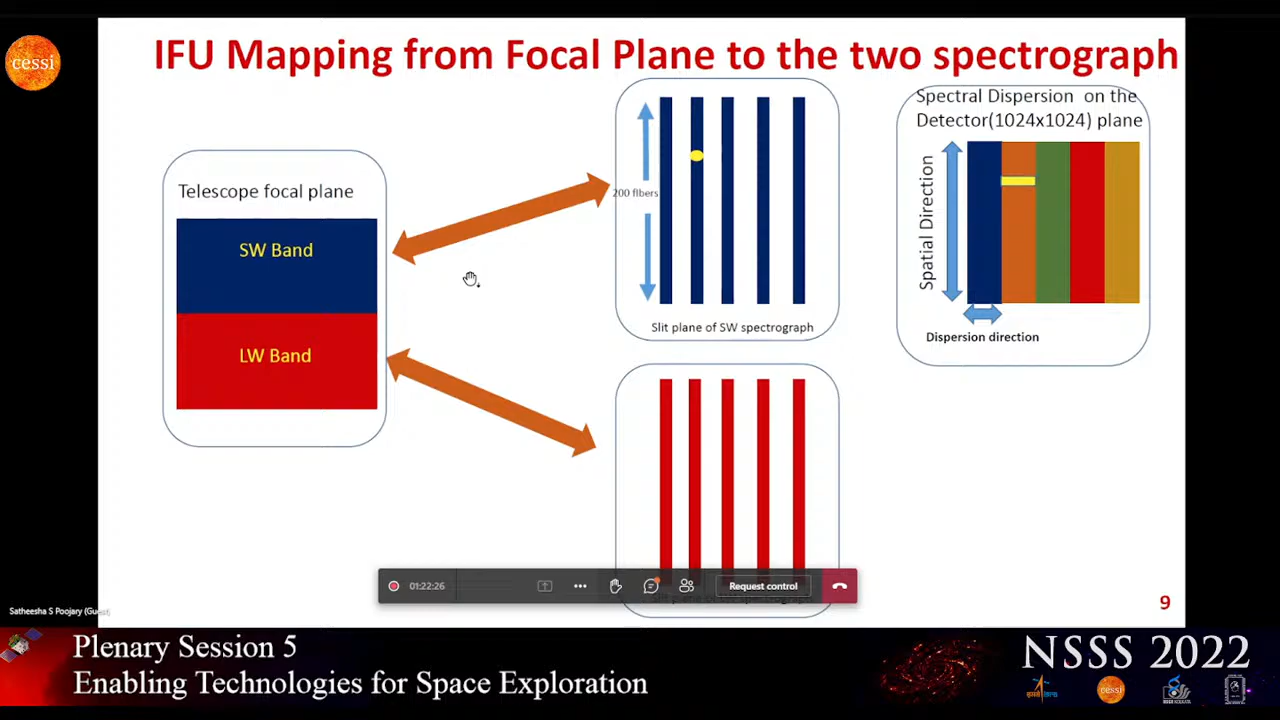 cessi
IFU Mapping from Focal Plane to the two spectrograph
Telescope focal plane
SW Band
LW Band
200 fIbers
Slit plane of SW spectrograph
Spectral Dispersion on the
Detector(1024x1024) plane
Spatial Direction
Dispersion direction
01:22:26
Request control
9
Satheesha S Poojary (Guest)
Plenary Session 5
Enabling Technologies for Space Exploration
NSSS 2022
cessi